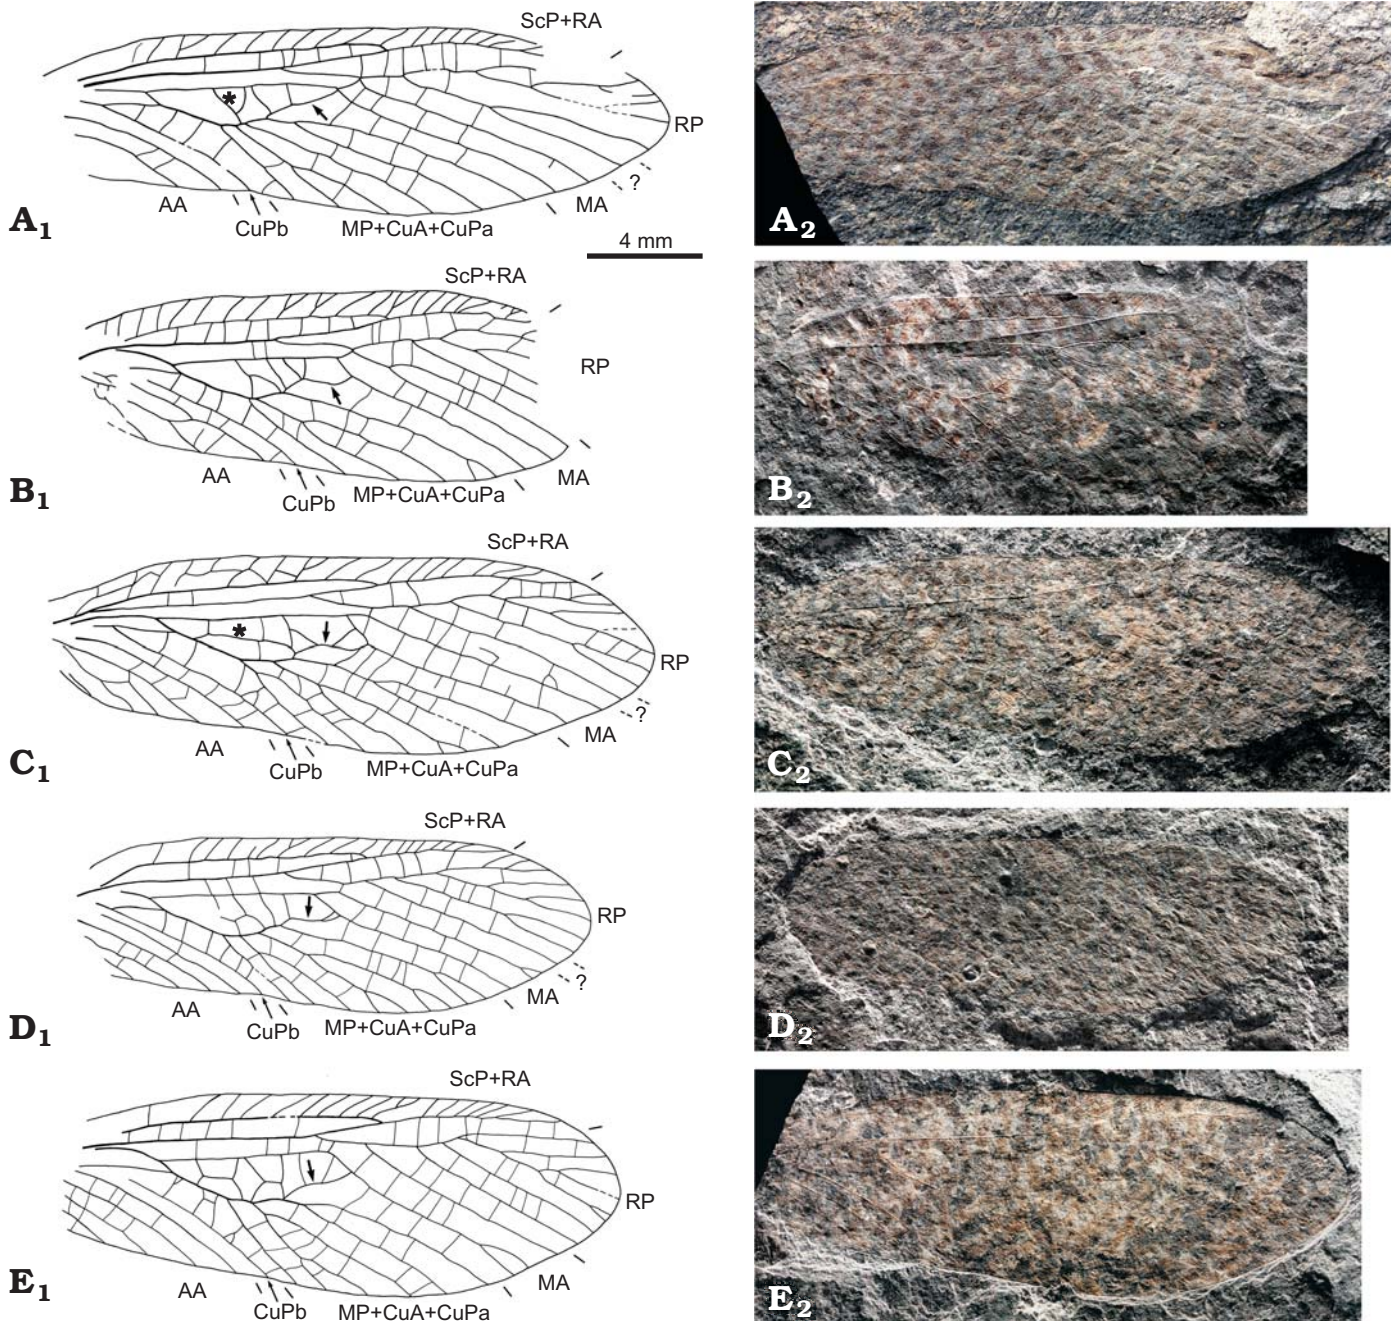 ScP+RA
*
RP
?
MA
AA
CuPb
MP+CuA+CuPa
A1
A2
4 mm
ScP+RA
RP
MA
AA
CuPb
MP+CuA+CuPa
B1
B2
ScP+RA
*
RP
?
MA
AA
CuPb
MP+CuA+CuPa
C1
C2
ScP+RA
RP
?
MA
AA
CuPb
MP+CuA+CuPa
D1
D2
ScP+RA
RP
MA
AA
CuPb
MP+CuA+CuPa
E1
E2